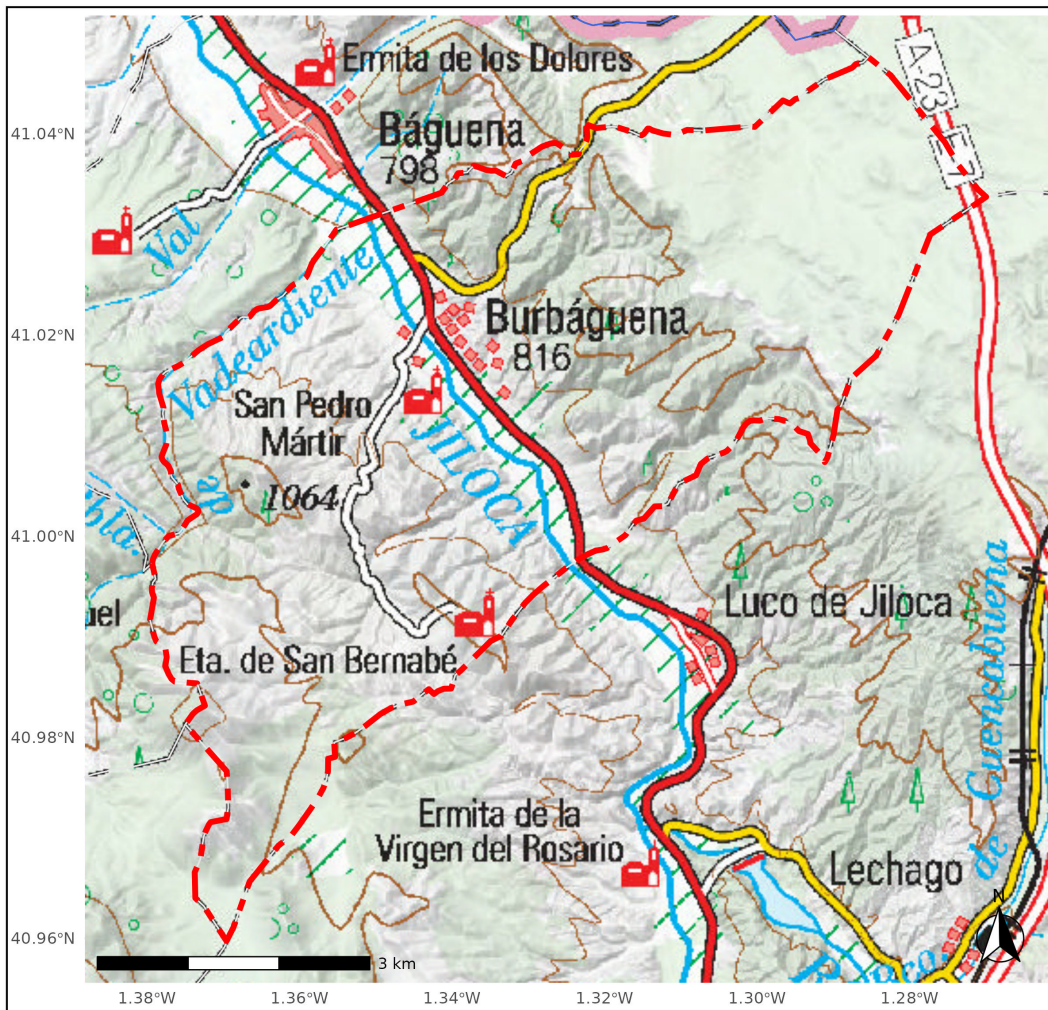 Ermita de los Dolores
A 23
E-7
41.04°N
Báguena
798
Val
Vadeardiente
de
Burbáguena
816
41.02°N
San Pedro
Mártir
1064
JILOCA
41.00°N
Luco de Jiloca
Eta. de San Bernabé
40.98°N
Ermita de la
Virgen del Rosario
Lechago
de Cuencabuena
40.96°N
N
3 km
1.38°W
1.36°W
1.34°W
1.32°W
1.30°W
1.28°W